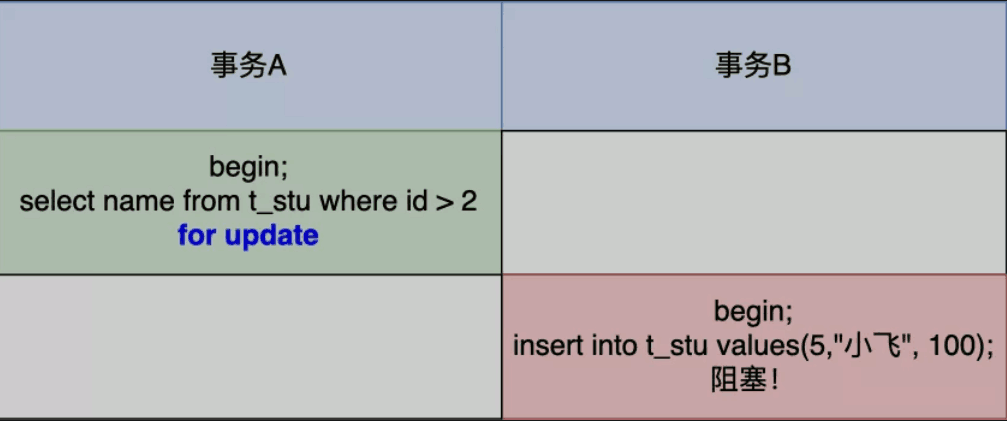 事务A
事务B
begin;
select name from t_stu where id > 2
for update
begin;
insert into t_stu values(5,"小飞", 100);
阻塞！